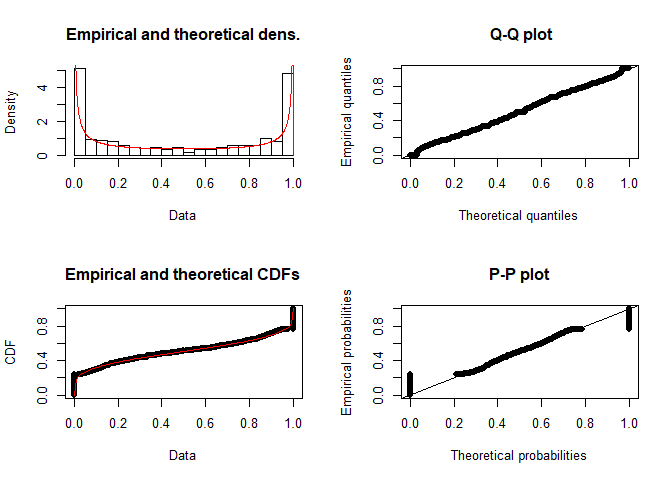 Empirical and theoretical dens.
Density
0 2 4
0.0 0.2 0.4 0.6 0.8 1.0
Data
Q-Q plot
Empirical quantiles
0.0 0.4 0.8
0.0 0.2 0.4 0.6 0.8 1.0
Theoretical quantiles
Empirical and theoretical CDFs
CDF
0.0 0.4 0.8
0.0 0.2 0.4 0.6 0.8 1.0
Data
P-P plot
Empirical probabilities
0.0 0.4 0.8
0.0 0.2 0.4 0.6 0.8 1.0
Theoretical probabilities